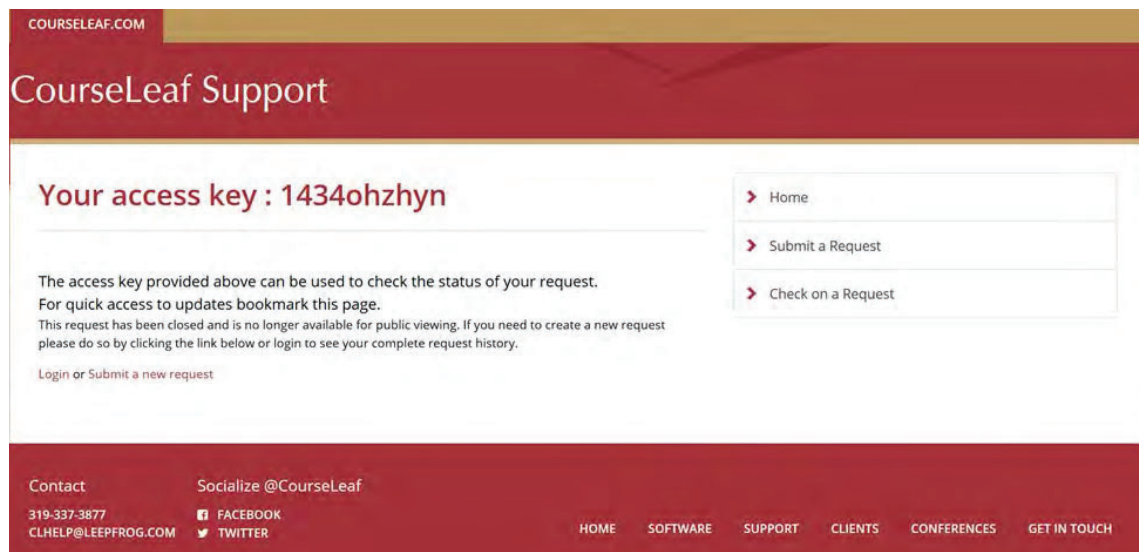 COURSELEAF.COM
CourseLeaf Support
Your access key : 1434ohzhyn
The access key provided above can be used to check the status of your request.
For quick access to updates bookmark this page.
This request has been closed and is no longer available for public viewing. If you need to create a new request
please do so by clicking the link below or login to see your complete request history.
Login or Submit a new request
Home
Submit a Request
Check on a Request
Contact
319-337-3877
CLHELP@LEEPFROG.COM
Socialize @CourseLeaf
FACEBOOK
TWITTER
HOME SOFTWARE SUPPORT CLIENTS CONFERENCES GET IN TOUCH